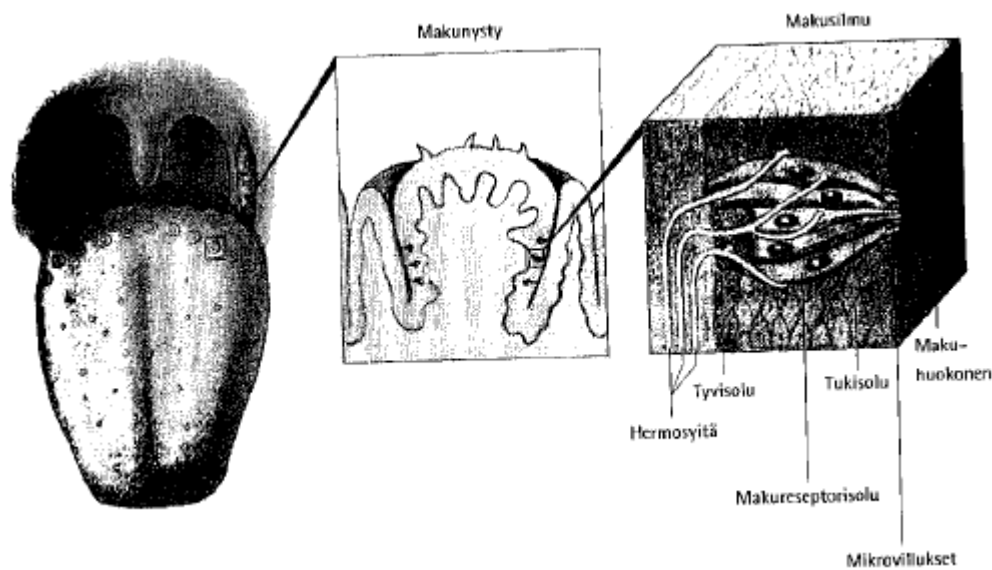 Makunysty
Makusilmu
Maku-
huokonen
Tyvisolu
Tukisolu
Hermosyitä
Makureseptorisolu
Mikrovillukset